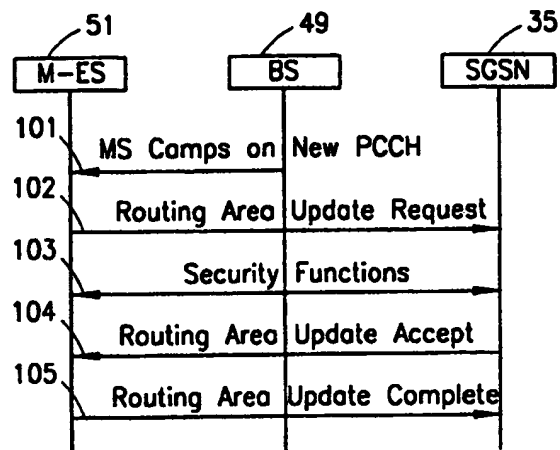 51 49 35
M-ES BS SGSN
101 MS Camps on New PCCH
102 Routing Area Update Request
103 Security Functions
104 Routing Area Update Accept
105 Routing Area Update Complete